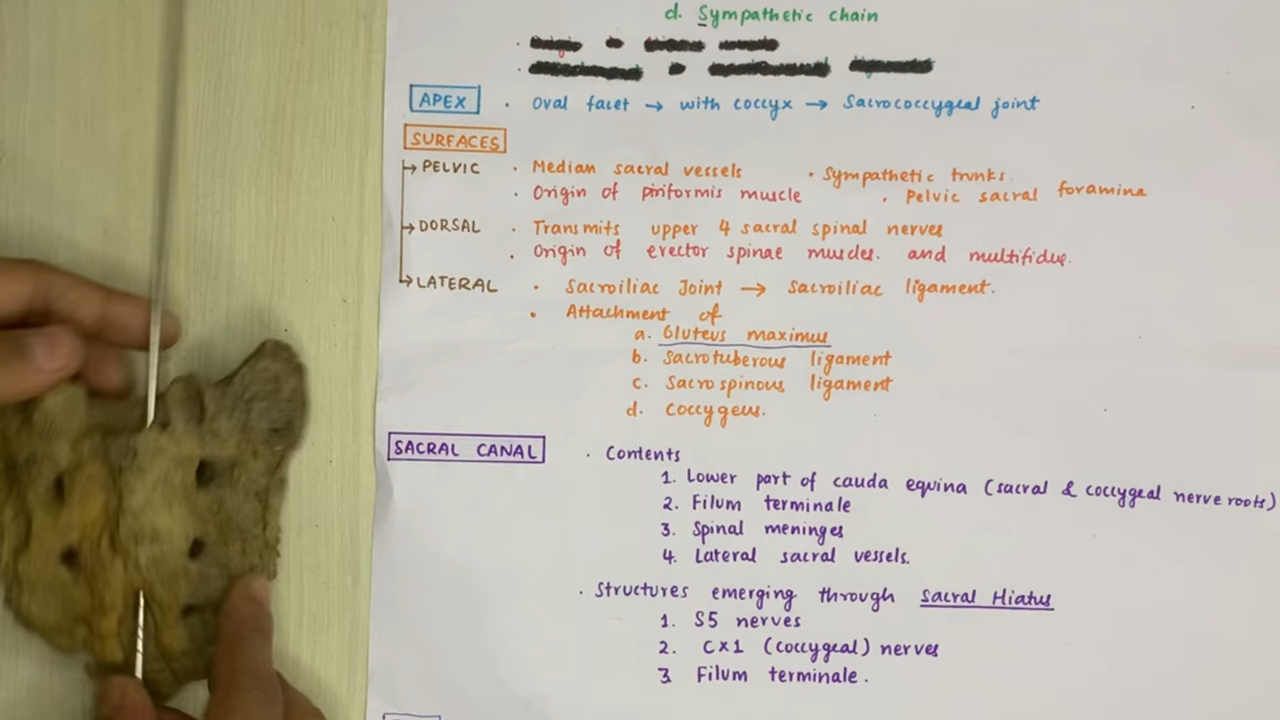 d. Sympathetic chain
APEX . Oval facet → with coccyx → Sacrococcygeal joint
SURFACES
→ PELVIC . Median sacral vessels . Sympathetic trunks.
. Origin of piriformis muscle . Pelvic sacral foramina
→ DORSAL . Transmits upper 4 sacral spinal nerves
. Origin of erector spinae muscles. and multifidus.
→ LATERAL . Sacroiliac Joint → Sacroiliac ligament.
. Attachment of
a. Gluteus maximus
b. Sacrotuberous ligament
c. Sacrospinous ligament
d. Coccygeus.
SACRAL CANAL . Contents
1. Lower part of cauda equina (sacral & coccygeal nerve roots)
2. Filum terminale
3. Spinal meninges
4. Lateral sacral vessels.
. Structures emerging through Sacral Hiatus
1. S5 nerves
2. Cx1 (coccygeal) nerves
3 Filum terminale.